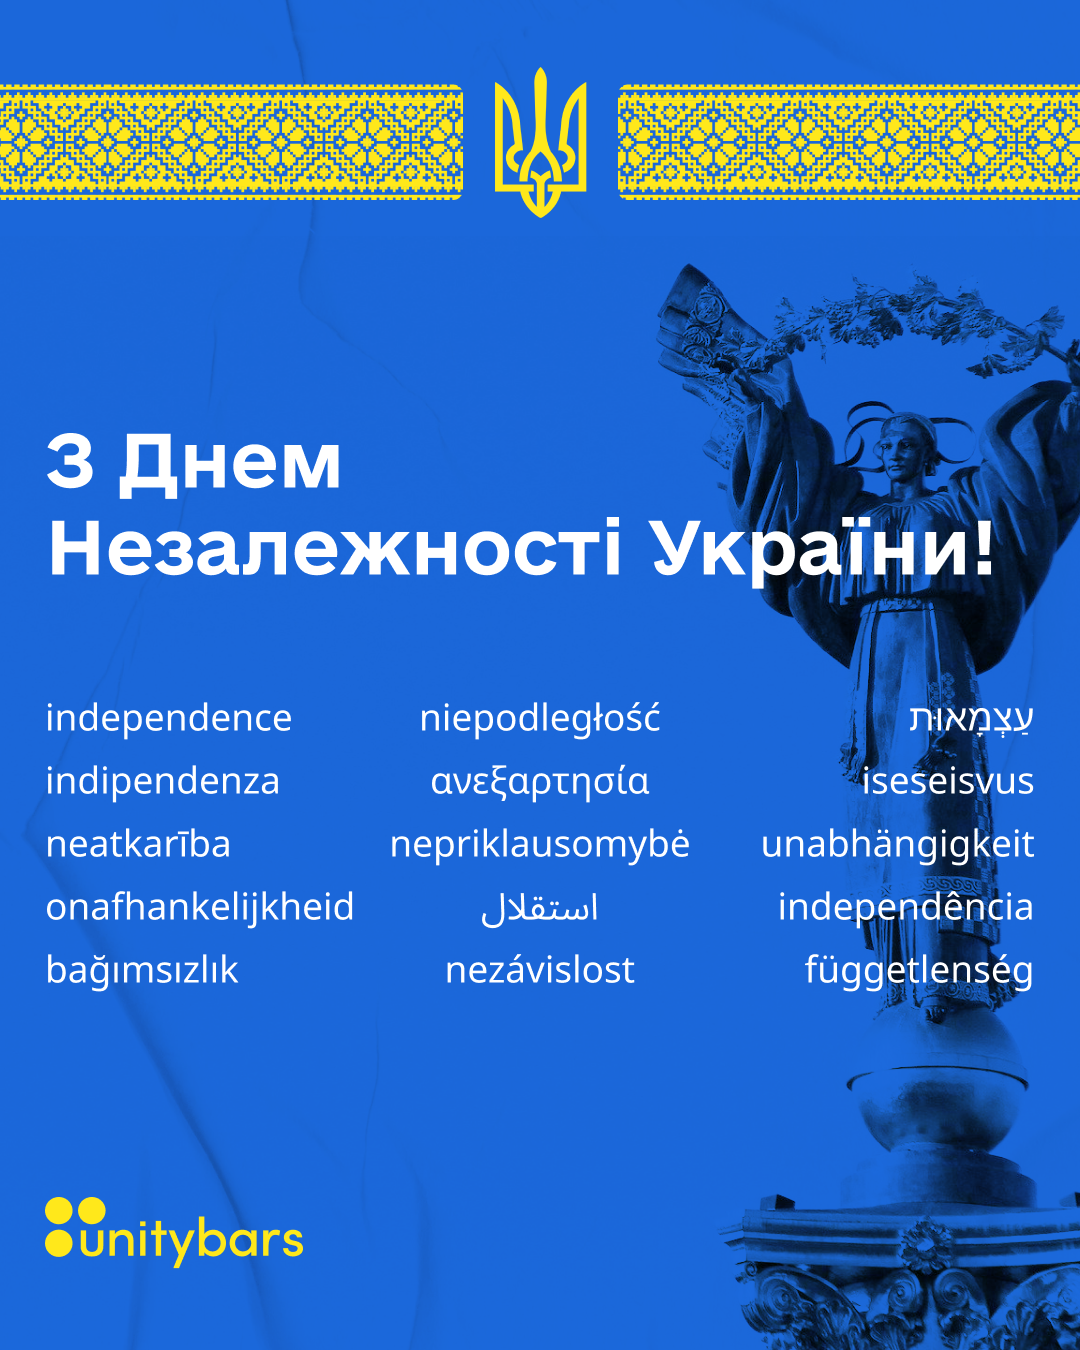 З Днем
Незалежності України!
independence
niepodległość
עַצְמָאוּת
indipendenza
ανεξαρτησία
iseseisvus
neatkarība
nepriklausomybė
unabhängigkeit
onafhankelijkheid
استقلال
independência
bağımsızlık
nezávislost
függetlenség
unitybars